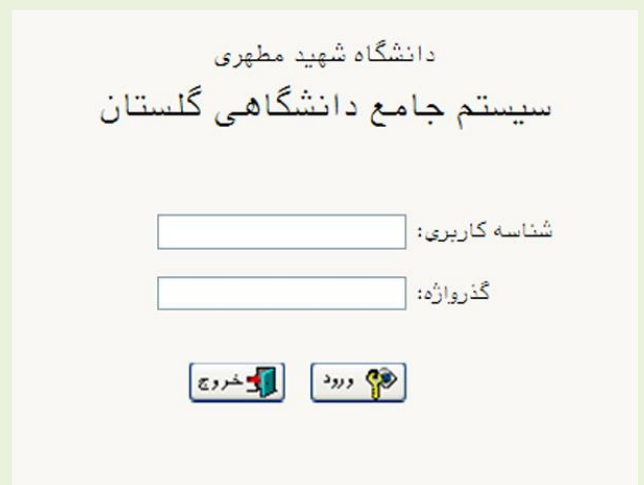 دانشگاه شهید مطهری
سیستم جامع دانشگاهی گلستان
شناسه کاربری:
گذرواژه:
ورود
خروج